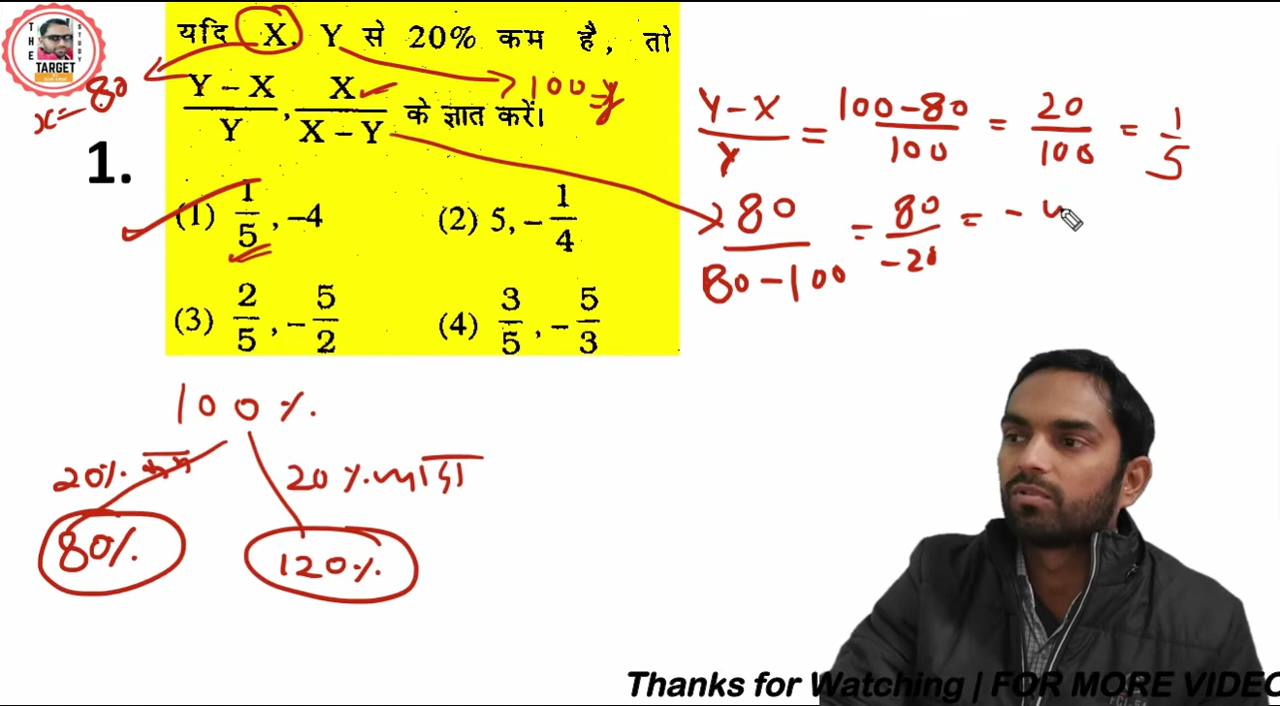 THE TARGET STUDY
यदि X, Y से 20% कम है, तो
Y – X / Y , X / X – Y के ज्ञात करें।
1.
(1) 1/5, –4 (2) 5, – 1/4
(3) 2/5, – 5/2 (4) 3/5, – 5/3
x = 80
100 = y
Y – X / Y = 100 – 80 / 100 = 20 / 100 = 1 / 5
80 / 80 – 100 = 80 / –20 = – 4
100 %.
20%. कम 20 %.
80%. 120%.
Thanks for Watching | FOR MORE VIDEO